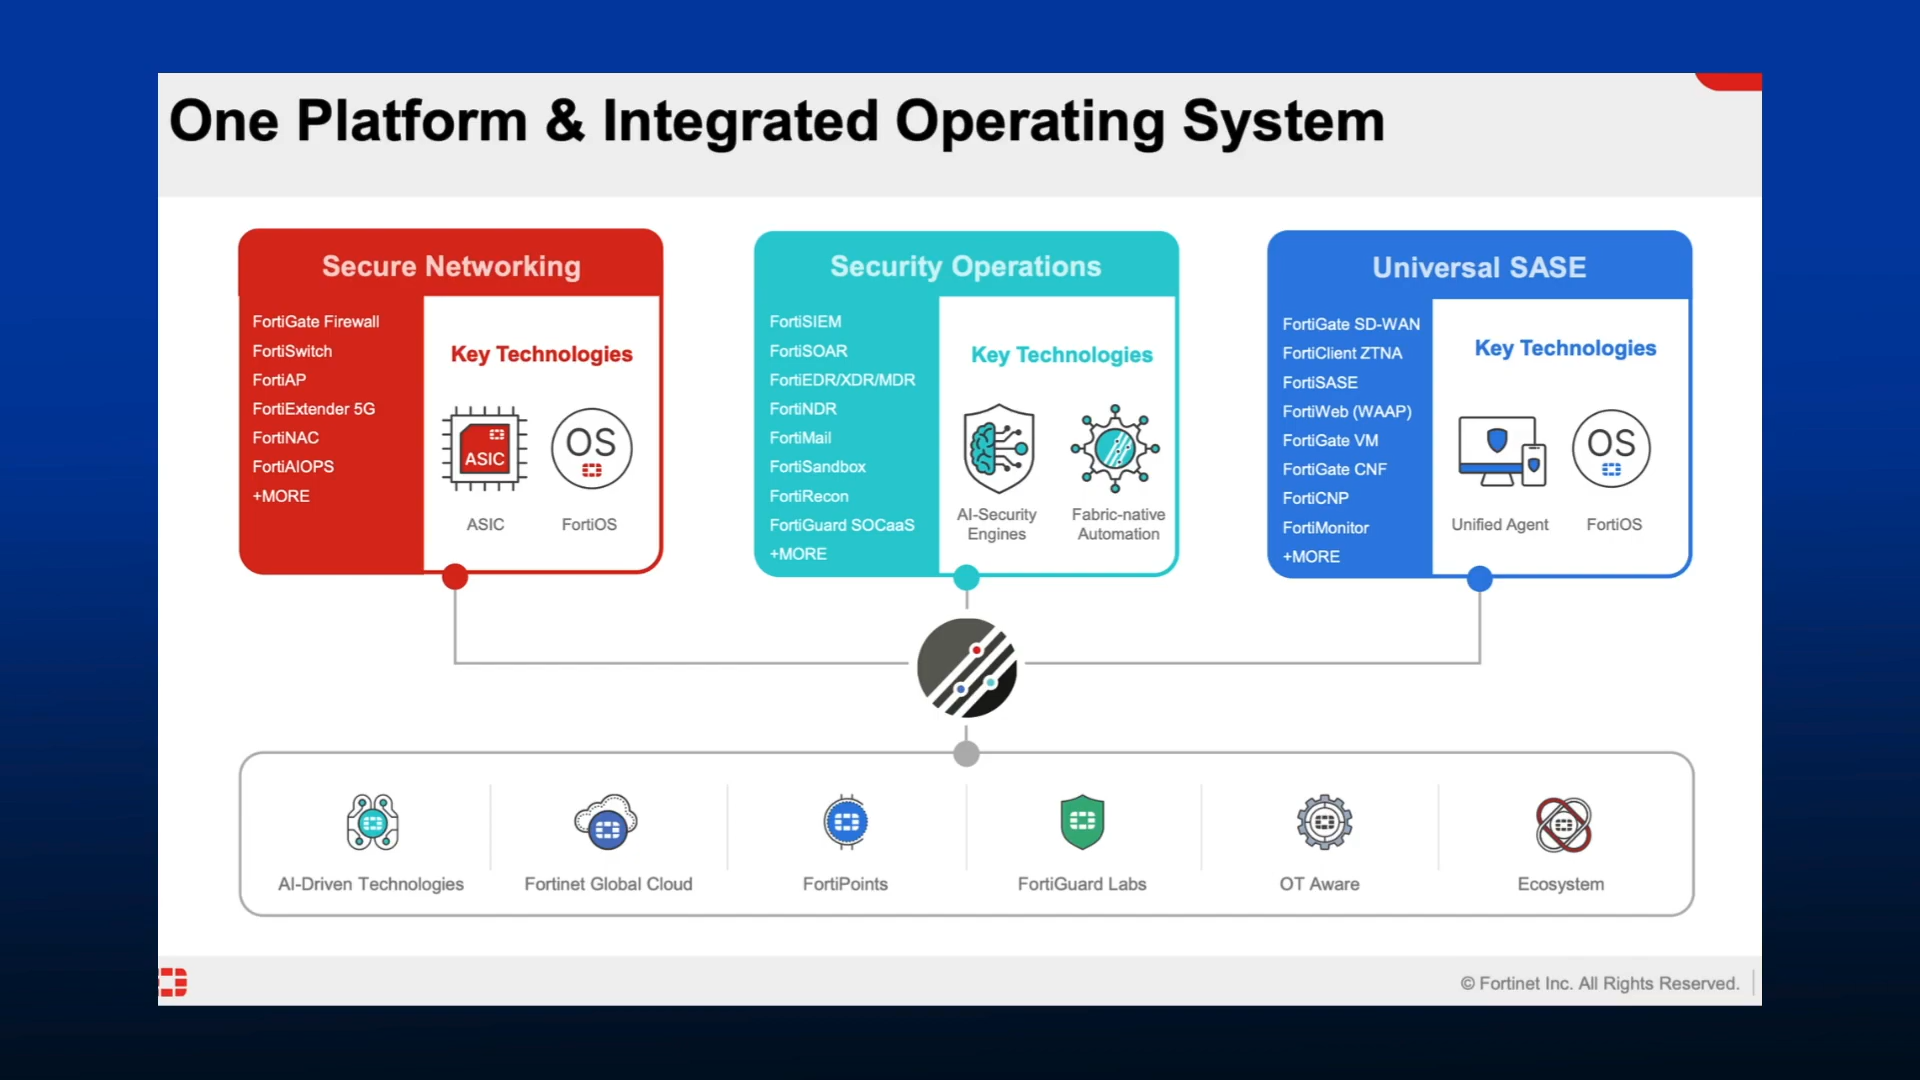 One Platform & Integrated Operating System
Secure Networking
FortiGate Firewall
FortiSwitch
FortiAP
FortiExtender 5G
FortiNAC
FortiAIOPS
+MORE
Key Technologies
ASIC
OS
ASIC
FortiOS
Security Operations
FortiSIEM
FortiSOAR
FortiEDR/XDR/MDR
FortiNDR
FortiMail
FortiSandbox
FortiRecon
FortiGuard SOCaaS
+MORE
Key Technologies
AI-Security
Engines
Fabric-native
Automation
Universal SASE
FortiGate SD-WAN
FortiClient ZTNA
FortiSASE
FortiWeb (WAAP)
FortiGate VM
FortiGate CNF
FortiCNP
FortiMonitor
+MORE
Key Technologies
OS
Unified Agent
FortiOS
AI-Driven Technologies
Fortinet Global Cloud
FortiPoints
FortiGuard Labs
OT Aware
Ecosystem
© Fortinet Inc. All Rights Reserved.